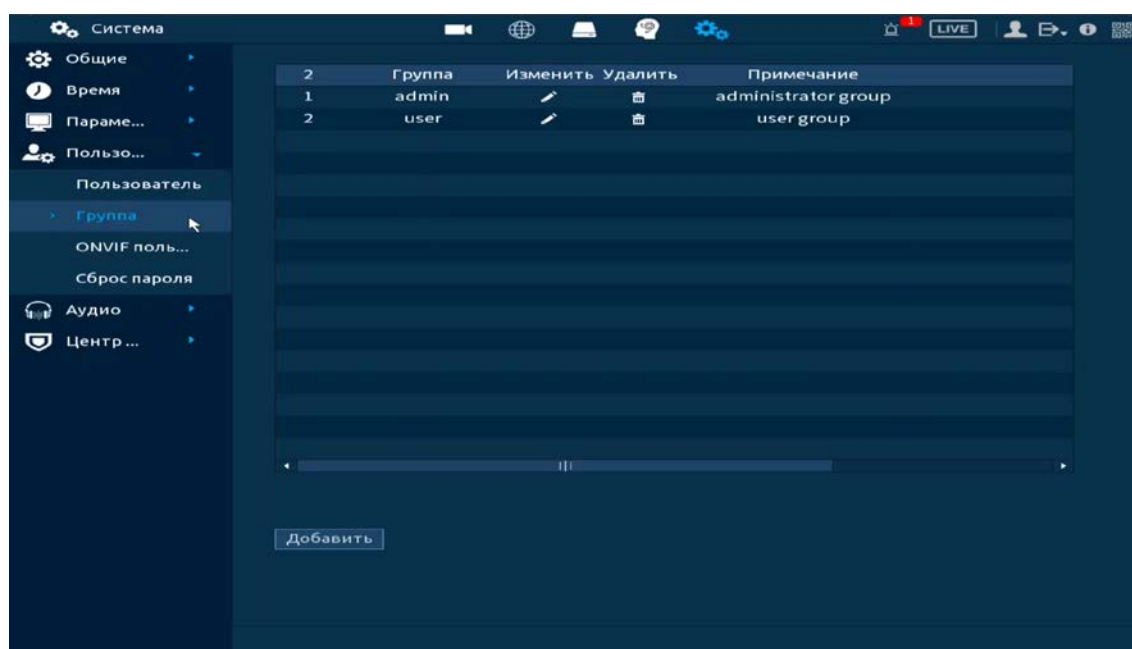 Система
1
LIVE
Общие
Время
Параме...
Пользо...
Пользователь
Группа
ONVIF поль...
Сброс пароля
Аудио
Центр ...
2 Группа Изменить Удалить Примечание
1 admin administrator group
2 user user group
Добавить